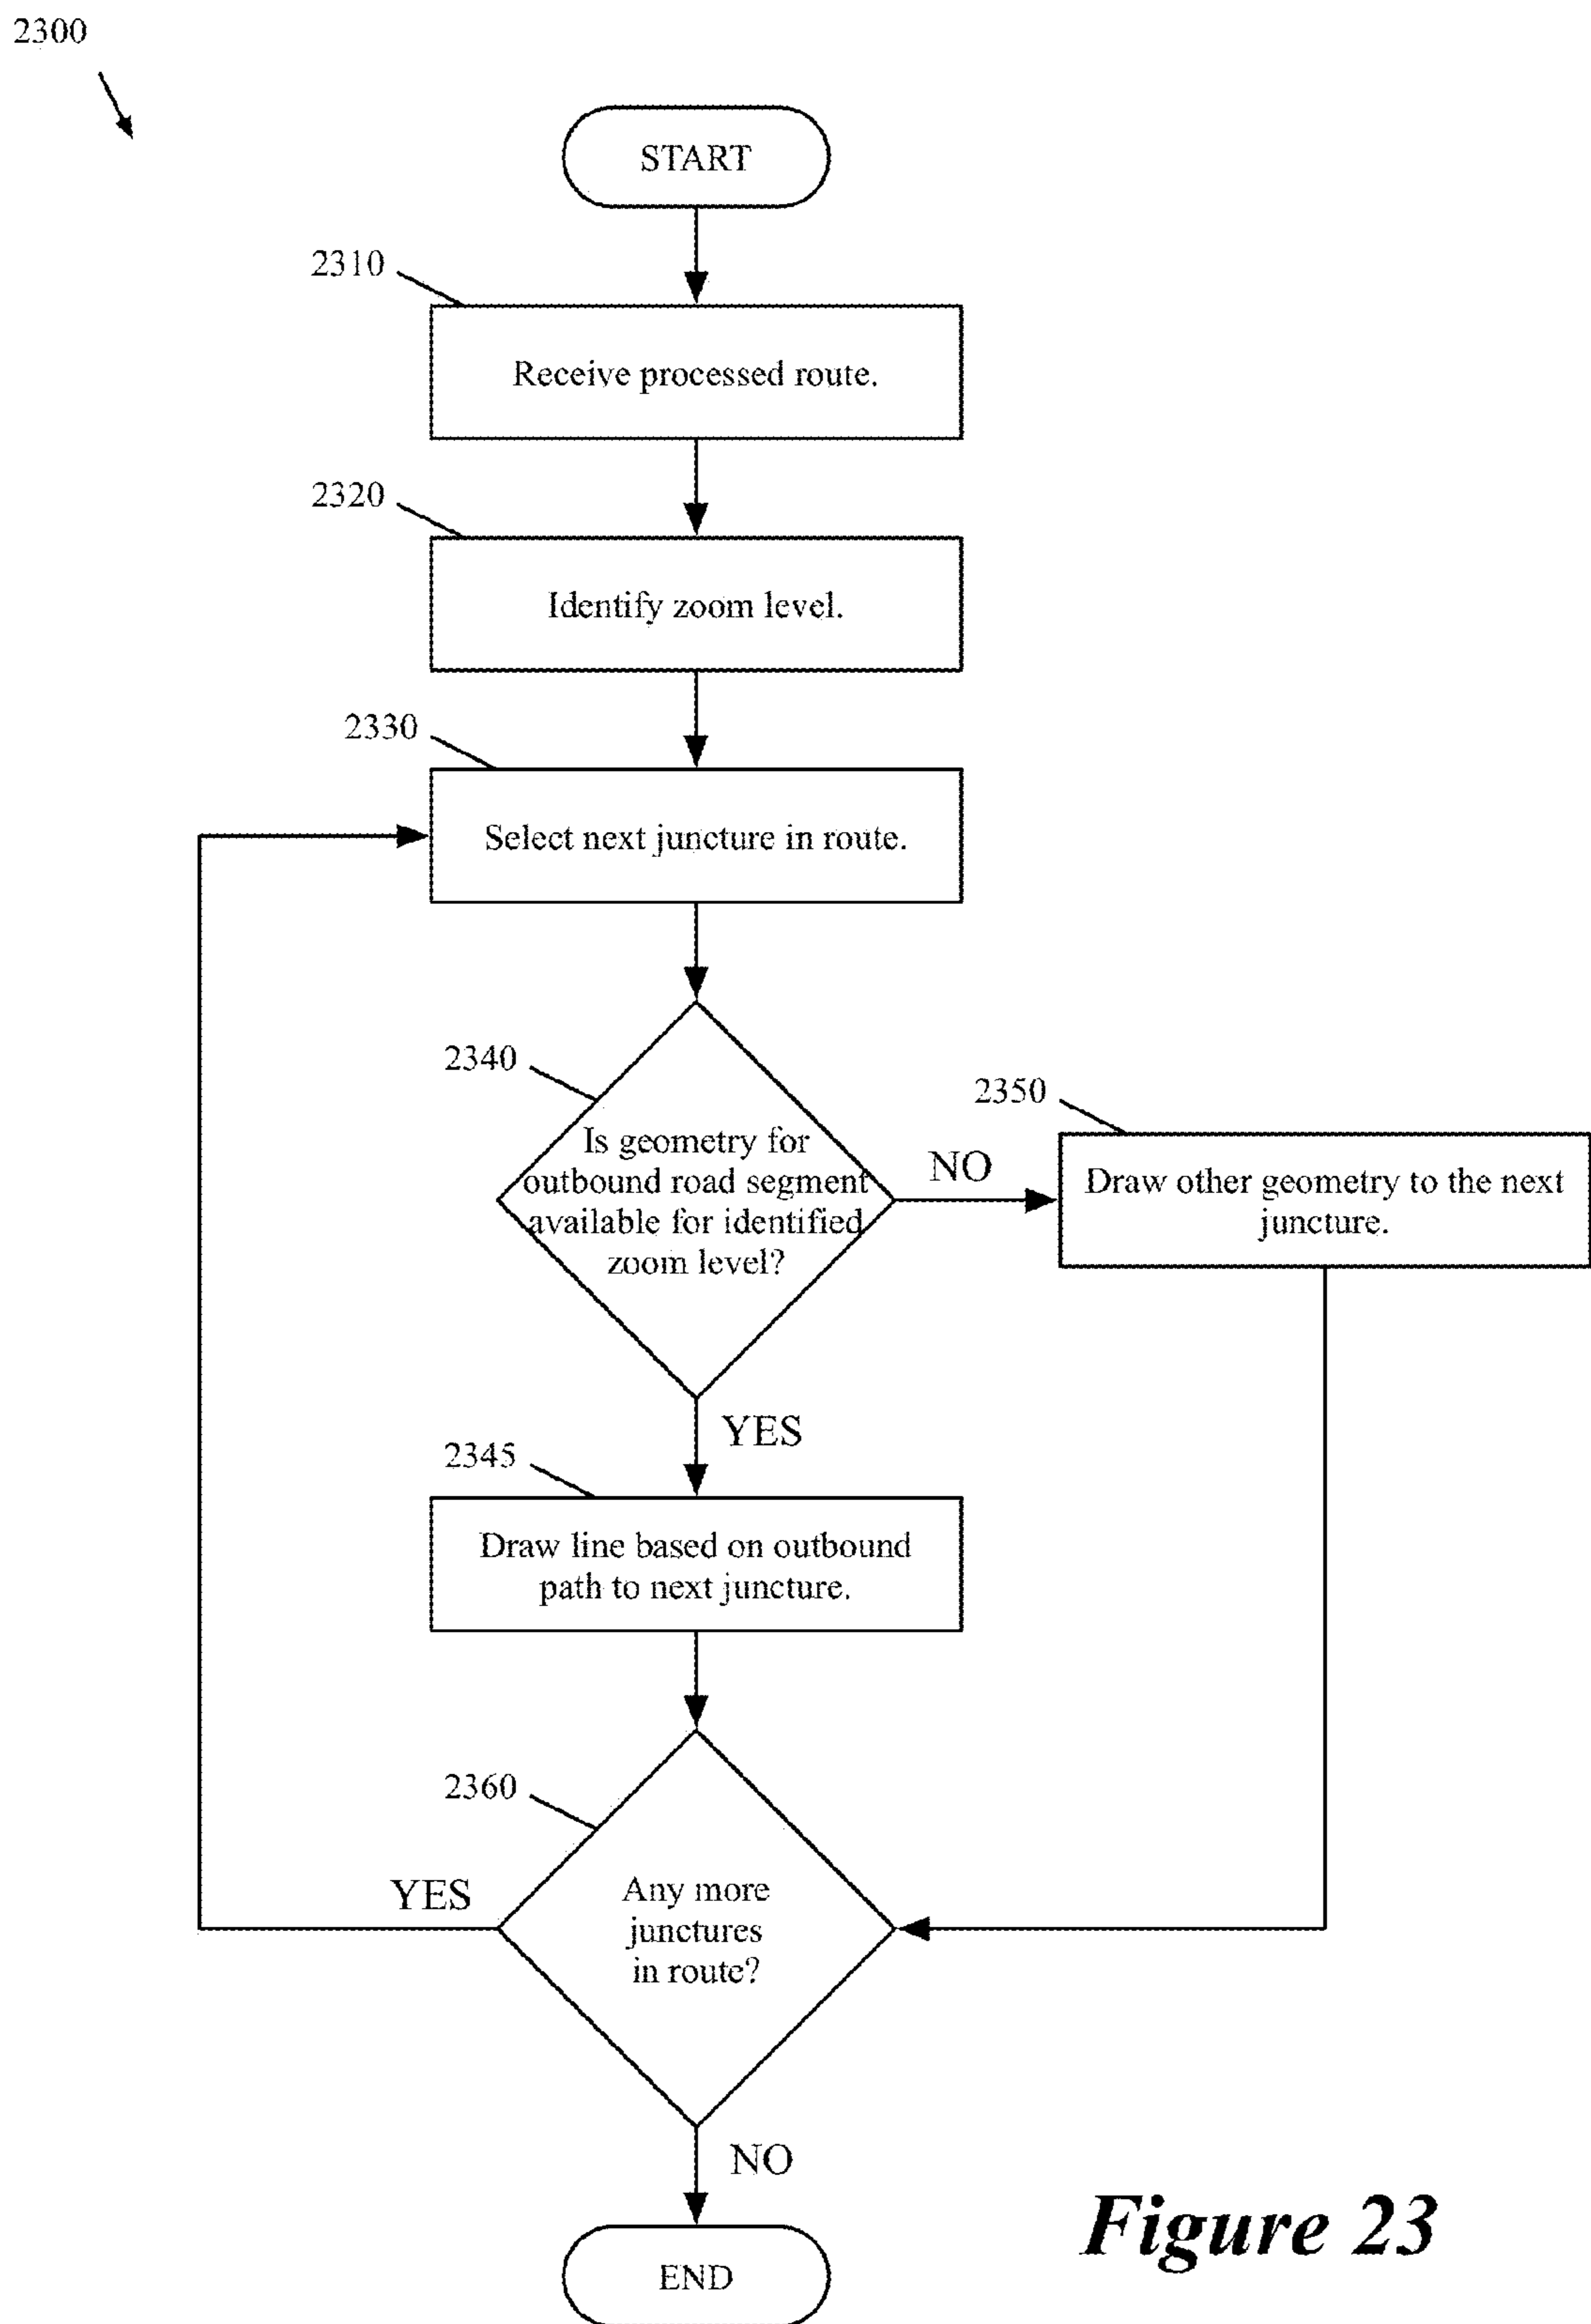 2300
START
2310
Receive processed route.
2320
Identify zoom level.
2330
Select next juncture in route.
2340
Is geometry for
outbound road segment
available for identified
zoom level?
NO
2350
Draw other geometry to the next
juncture.
YES
2345
Draw line based on outbound
path to next juncture.
2360
Any more
junctures
in route?
YES
NO
END
Figure 23